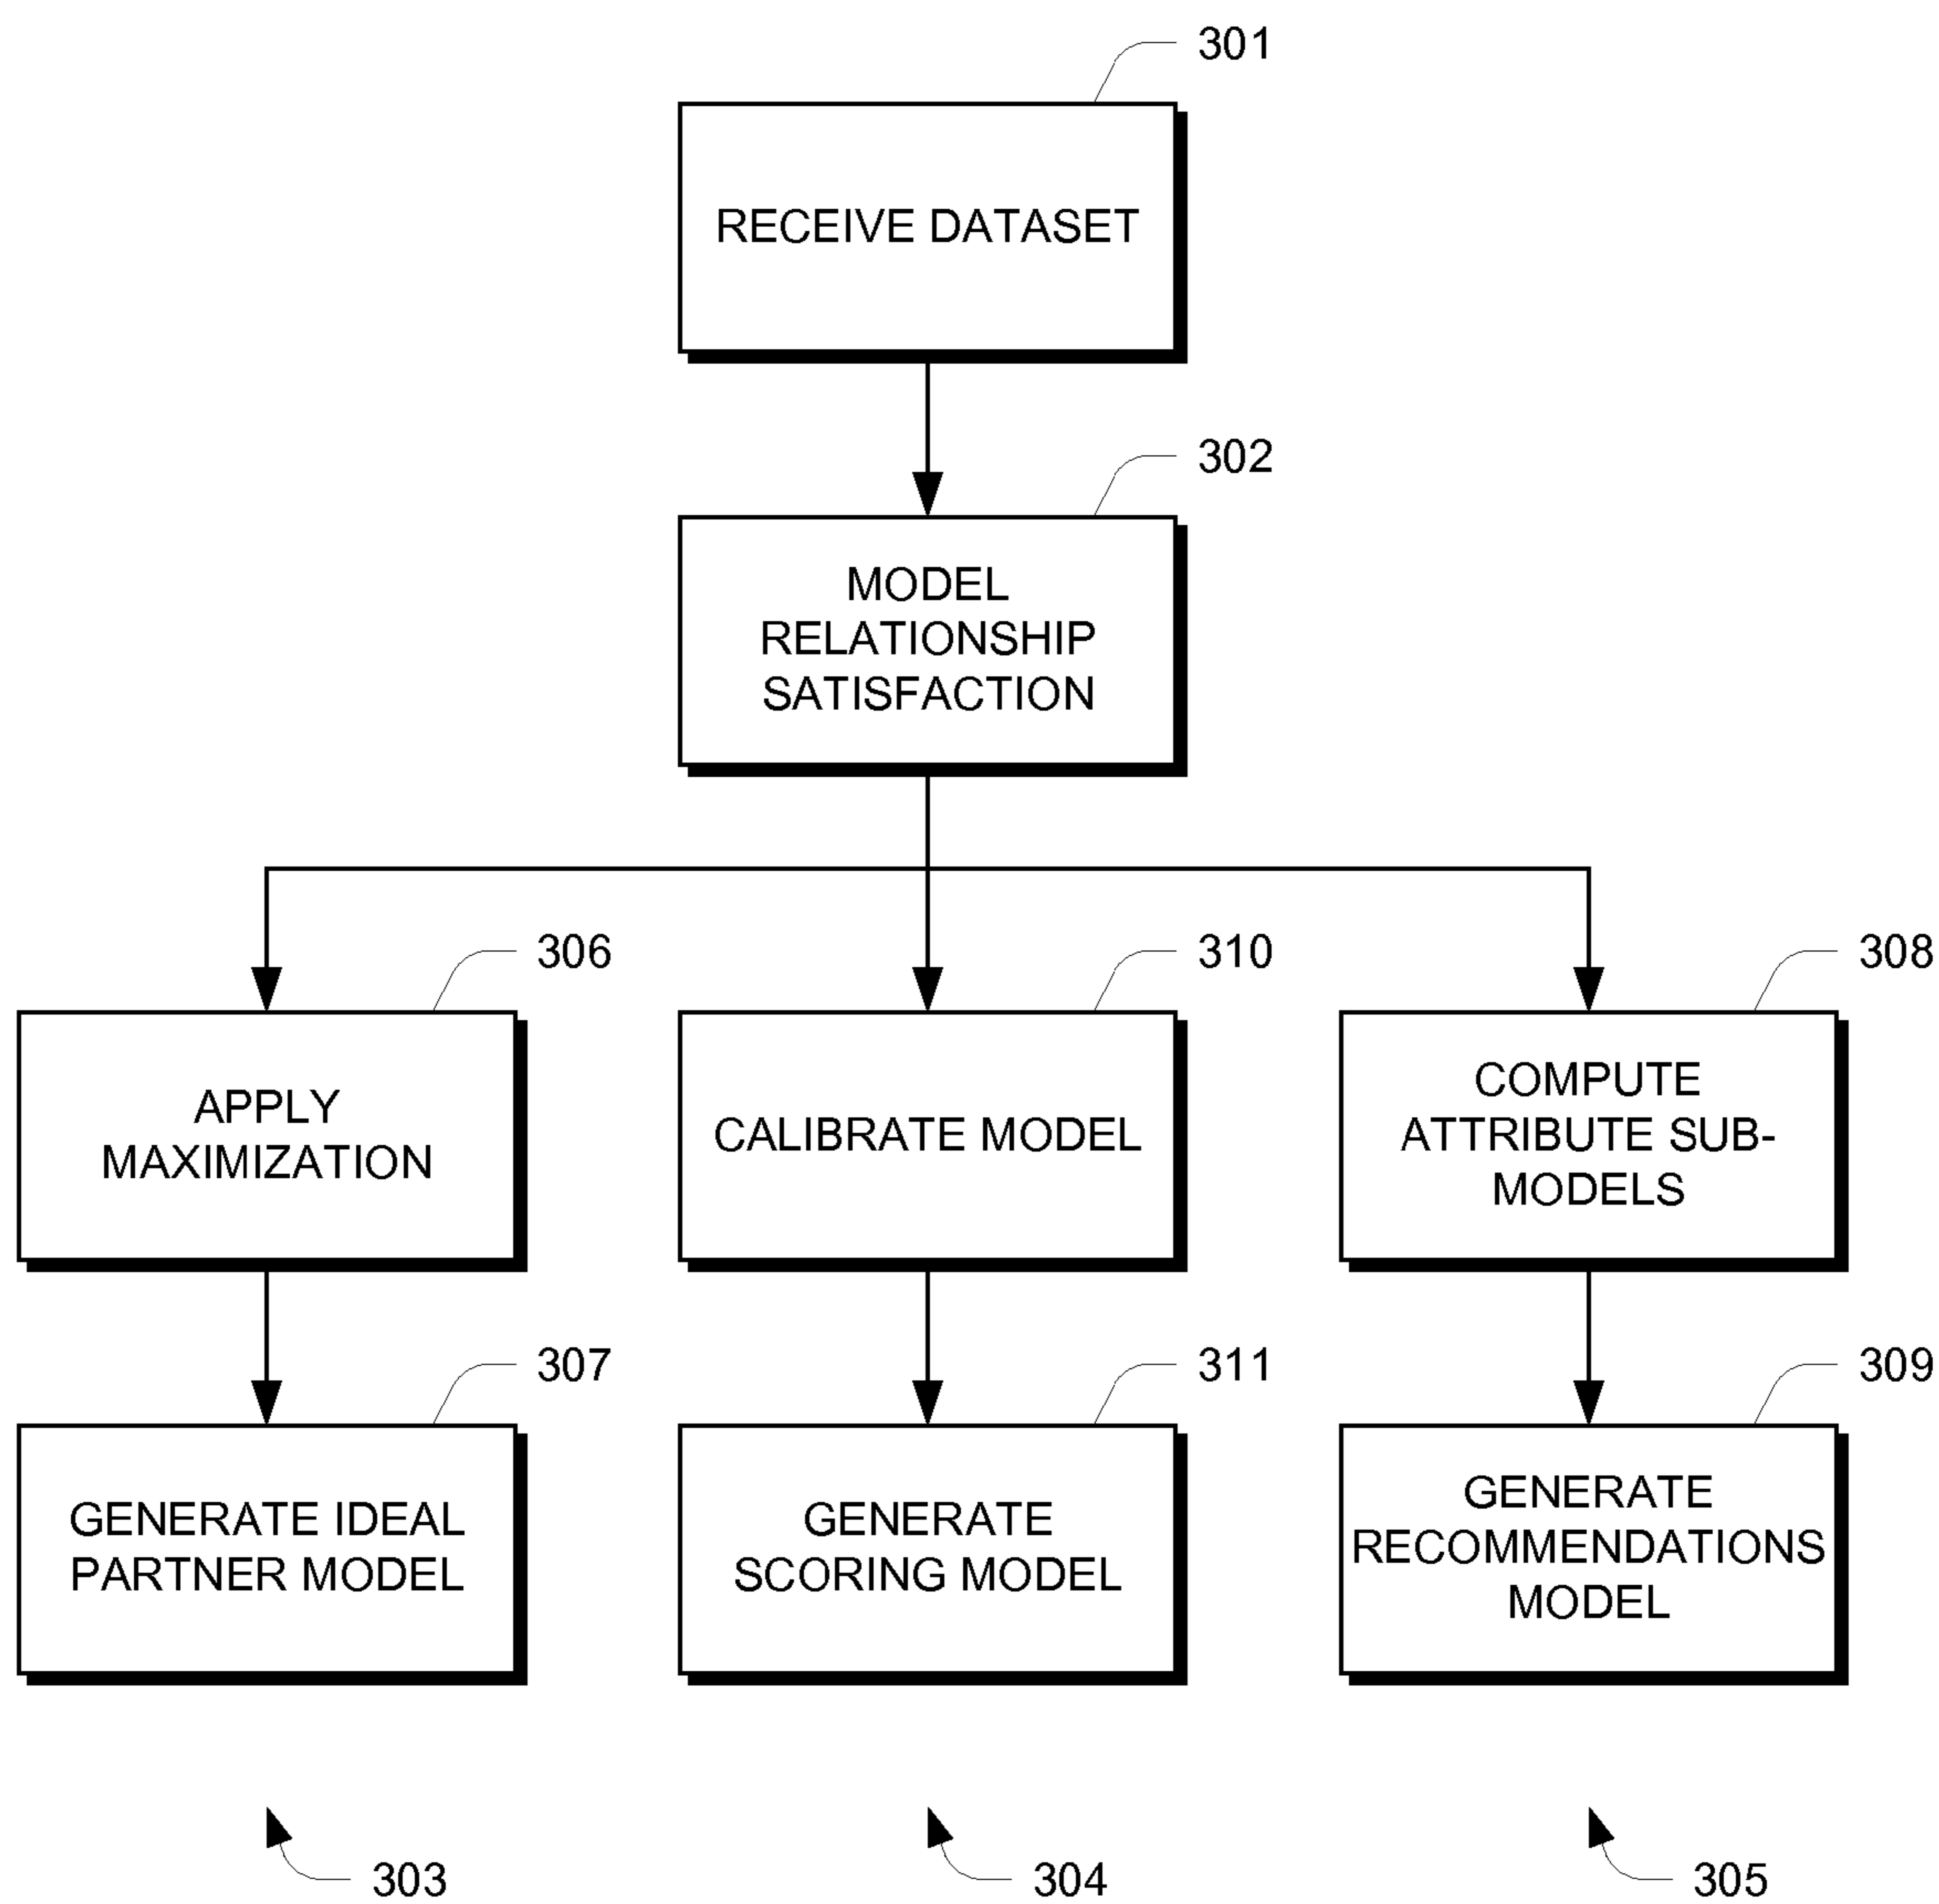 301
RECEIVE DATASET
302
MODEL
RELATIONSHIP
SATISFACTION
306
APPLY
MAXIMIZATION
310
CALIBRATE MODEL
308
COMPUTE
ATTRIBUTE SUB-
MODELS
307
GENERATE IDEAL
PARTNER MODEL
311
GENERATE
SCORING MODEL
309
GENERATE
RECOMMENDATIONS
MODEL
303
304
305